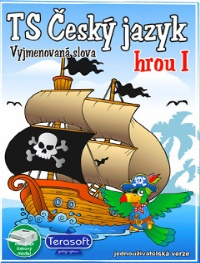 TS Český jazyk
Vyjmenovaná slova
hrou I
Terasoft
jednouživatelská verze